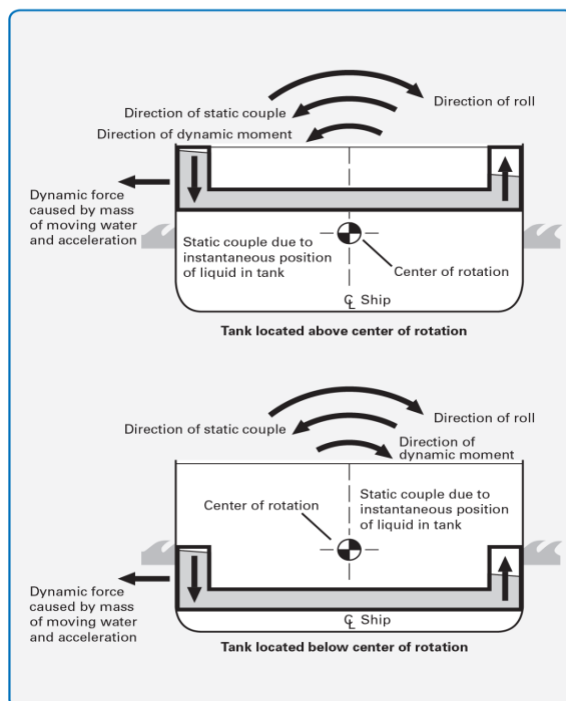 Direction of roll
Direction of static couple
Direction of dynamic moment
Dynamic force
caused by mass
of moving water
and acceleration
Static couple due to
instantaneous position
of liquid in tank
Center of rotation
℄ Ship
Tank located above center of rotation
Direction of roll
Direction of static couple
Direction of
dynamic moment
Center of rotation
Static couple due to
instantaneous position
of liquid in tank
Dynamic force
caused by mass
of moving water
and acceleration
℄ Ship
Tank located below center of rotation